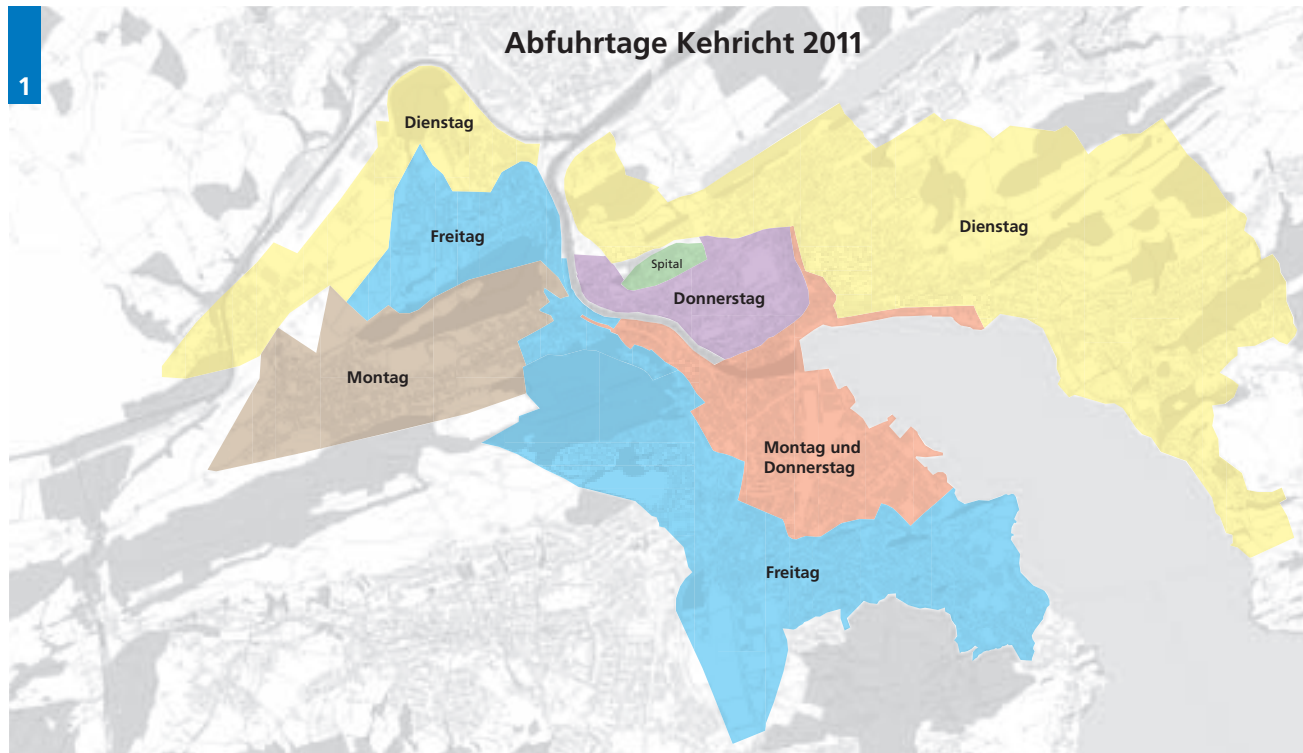 1
Abfuhrtage Kehricht 2011
Dienstag
Freitag
Dienstag
Spital
Donnerstag
Montag
Montag und
Donnerstag
Freitag